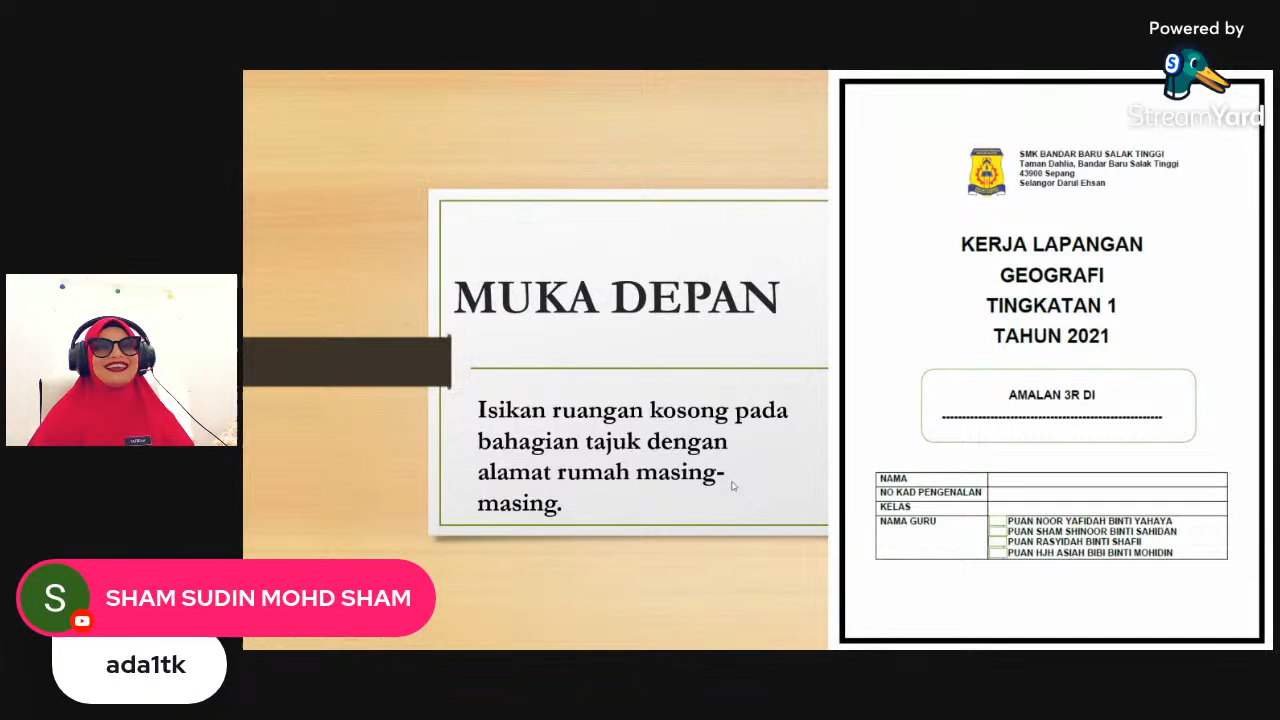 Powered by
StreamYard
SMK BANDAR BARU SALAK TINGGI
Taman Dahlia, Bandar Baru Salak Tinggi
43900 Sepang
Selangor Darul Ehsan
KERJA LAPANGAN
GEOGRAFI
TINGKATAN 1
TAHUN 2021
AMALAN 3R DI
NAMA
NO KAD PENGENALAN
KELAS
NAMA GURU
PUAN NOOR YAFIDAH BINTI YAHAYA
PUAN SHAM SHINOOR BINTI SAHIDAN
PUAN RASYIDAH BINTI SHAFII
PUAN HJH ASIAH BIBI BINTI MOHIDIN
MUKA DEPAN
Isikan ruangan kosong pada
bahagian tajuk dengan
alamat rumah masing-
masing.
S
SHAM SUDIN MOHD SHAM
ada1tk